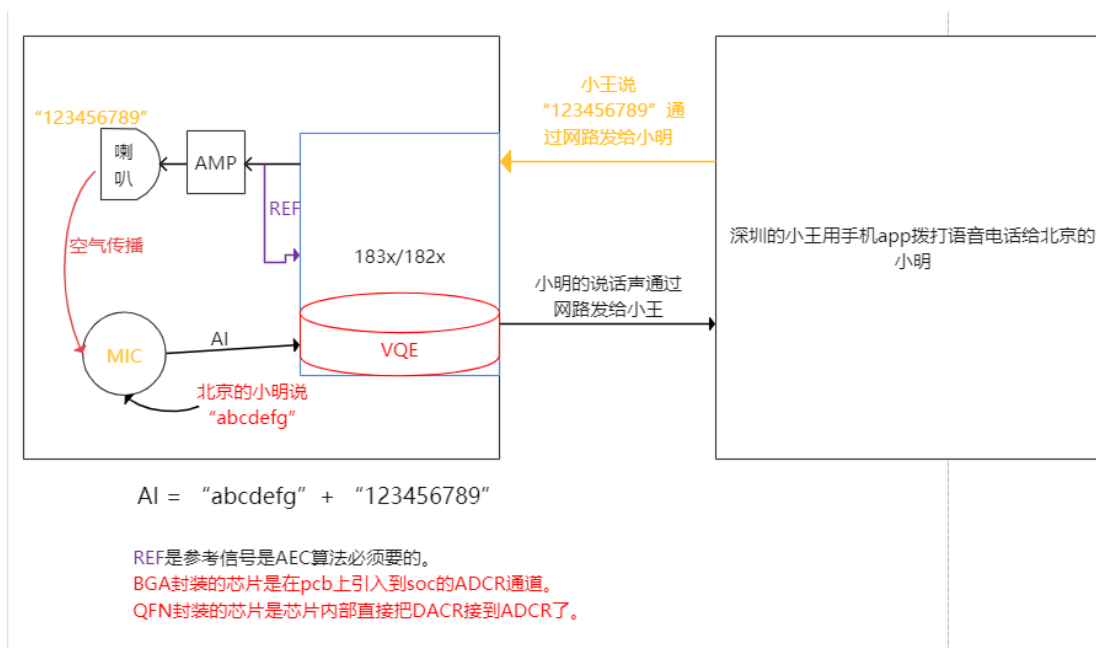 小王说
“123456789”通
过网路发给小明
“123456789”
喇
叭
AMP
REF
空气传播
183x/182x
深圳的小王用手机app拨打语音电话给北京的
小明
小明的说话声通过
网路发给小王
AI
MIC
VQE
北京的小明说
“abcdefg”
AI = “abcdefg” + “123456789”
REF是参考信号是AEC算法必须要的。
BGA封装的芯片是在pcb上引入到soc的ADCR通道。
QFN封装的芯片是芯片内部直接把DACR接到ADCR了。